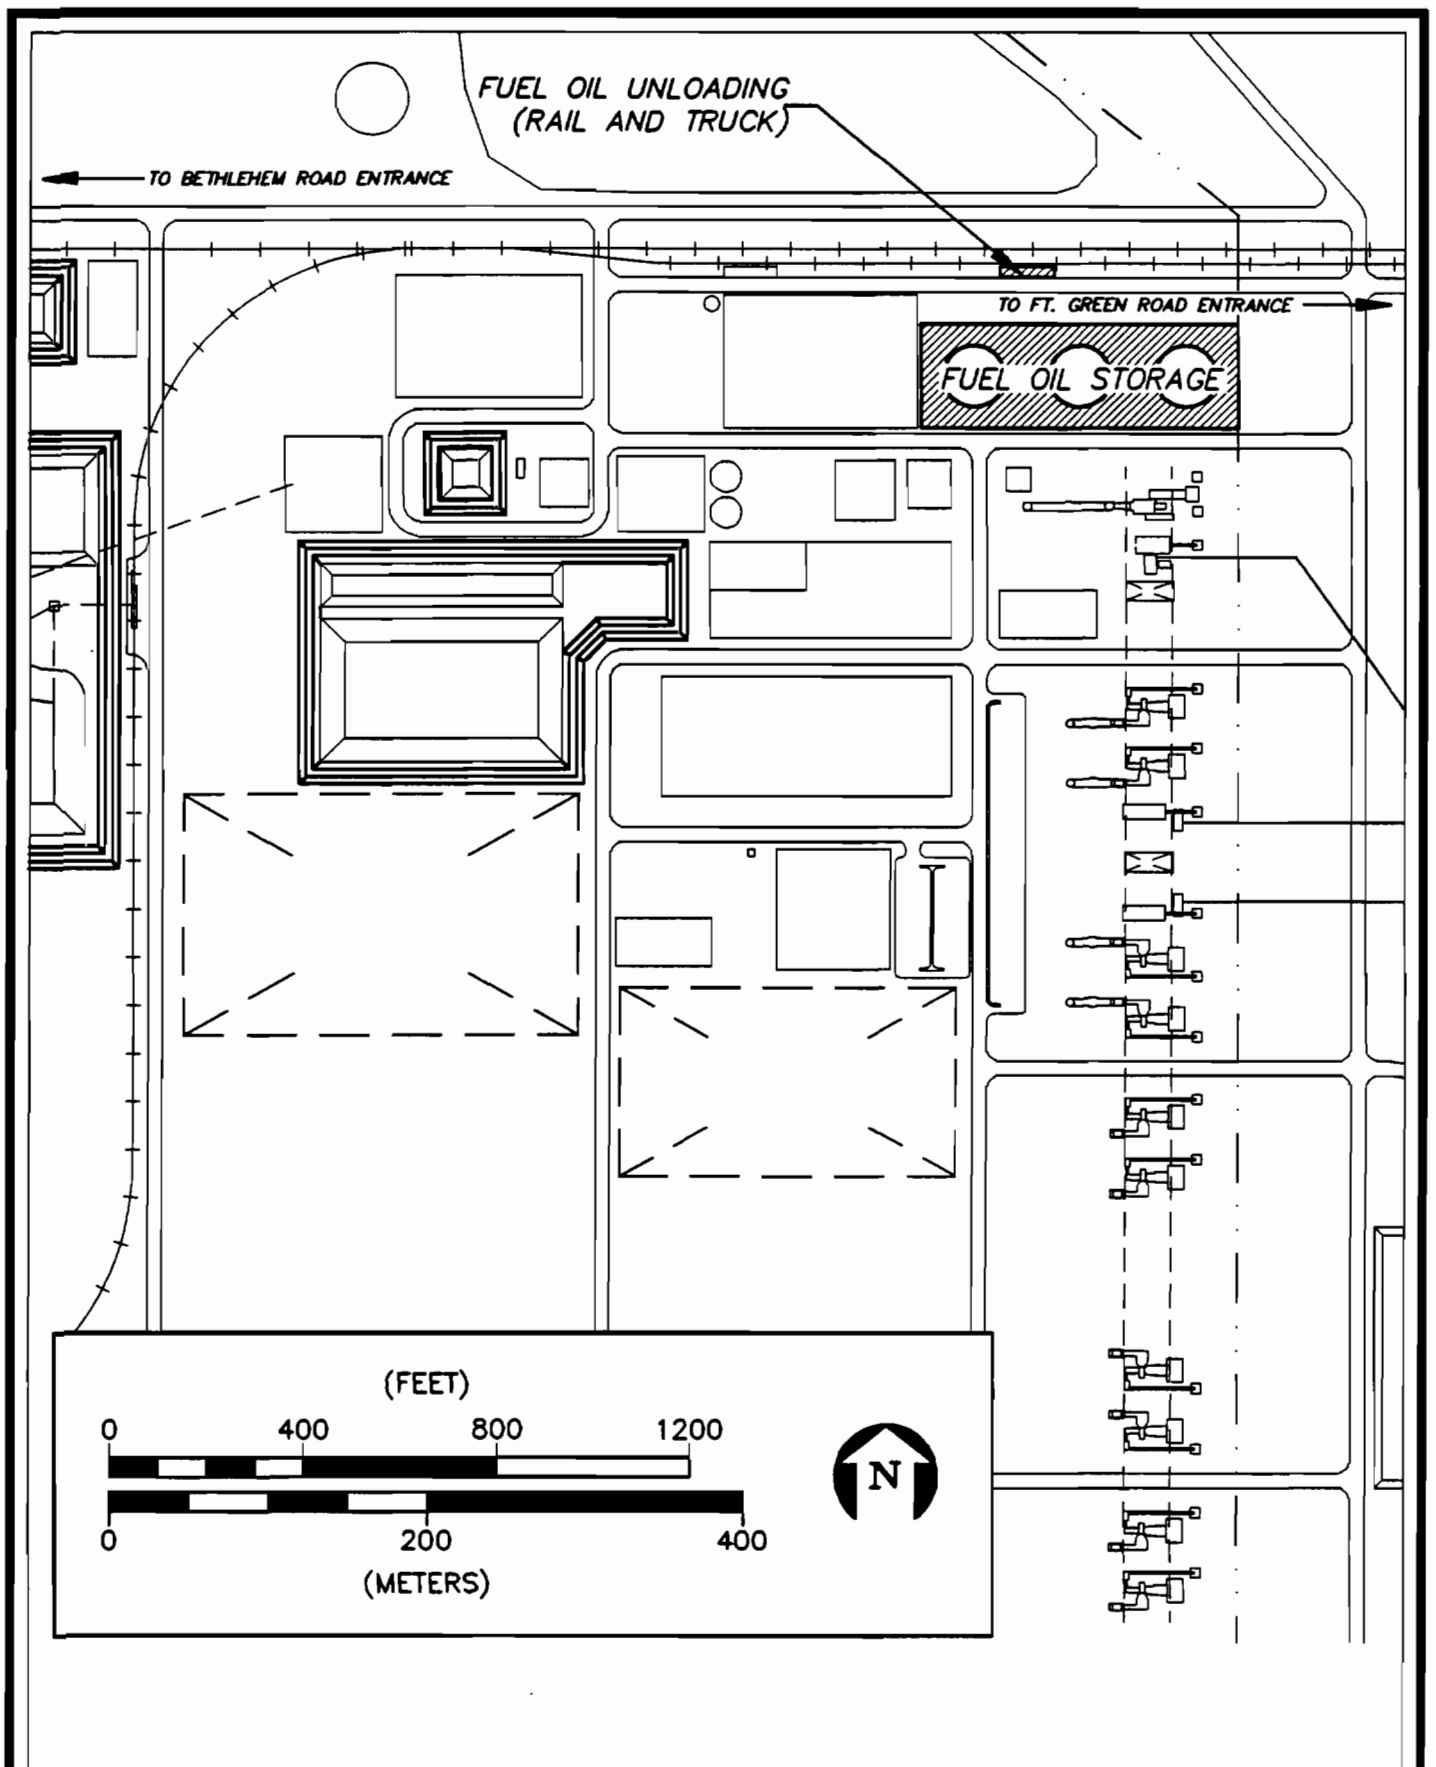 FUEL OIL UNLOADING
(RAIL AND TRUCK)
TO BETHLEHEM ROAD ENTRANCE
TO FT. GREEN ROAD ENTRANCE
FUEL OIL STORAGE
(FEET)
0 400 800 1200
N
0 200 400
(METERS)